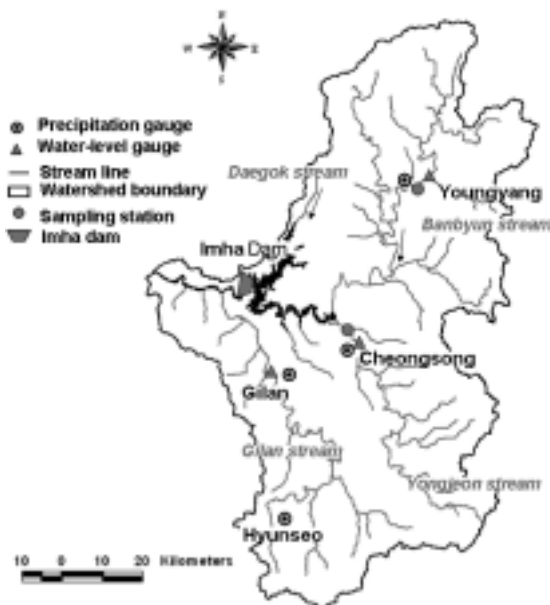 N
W
E
S
Precipitation gauge
Water-level gauge
Stream line
Watershed boundary
Sampling station
Imha dam
Daegok stream
Youngyang
Banbyun stream
Imha Dam
Cheongsong
Gilan
Gilan stream
Yongjeon stream
Hyunseo
10 0 10 20 Kilometers